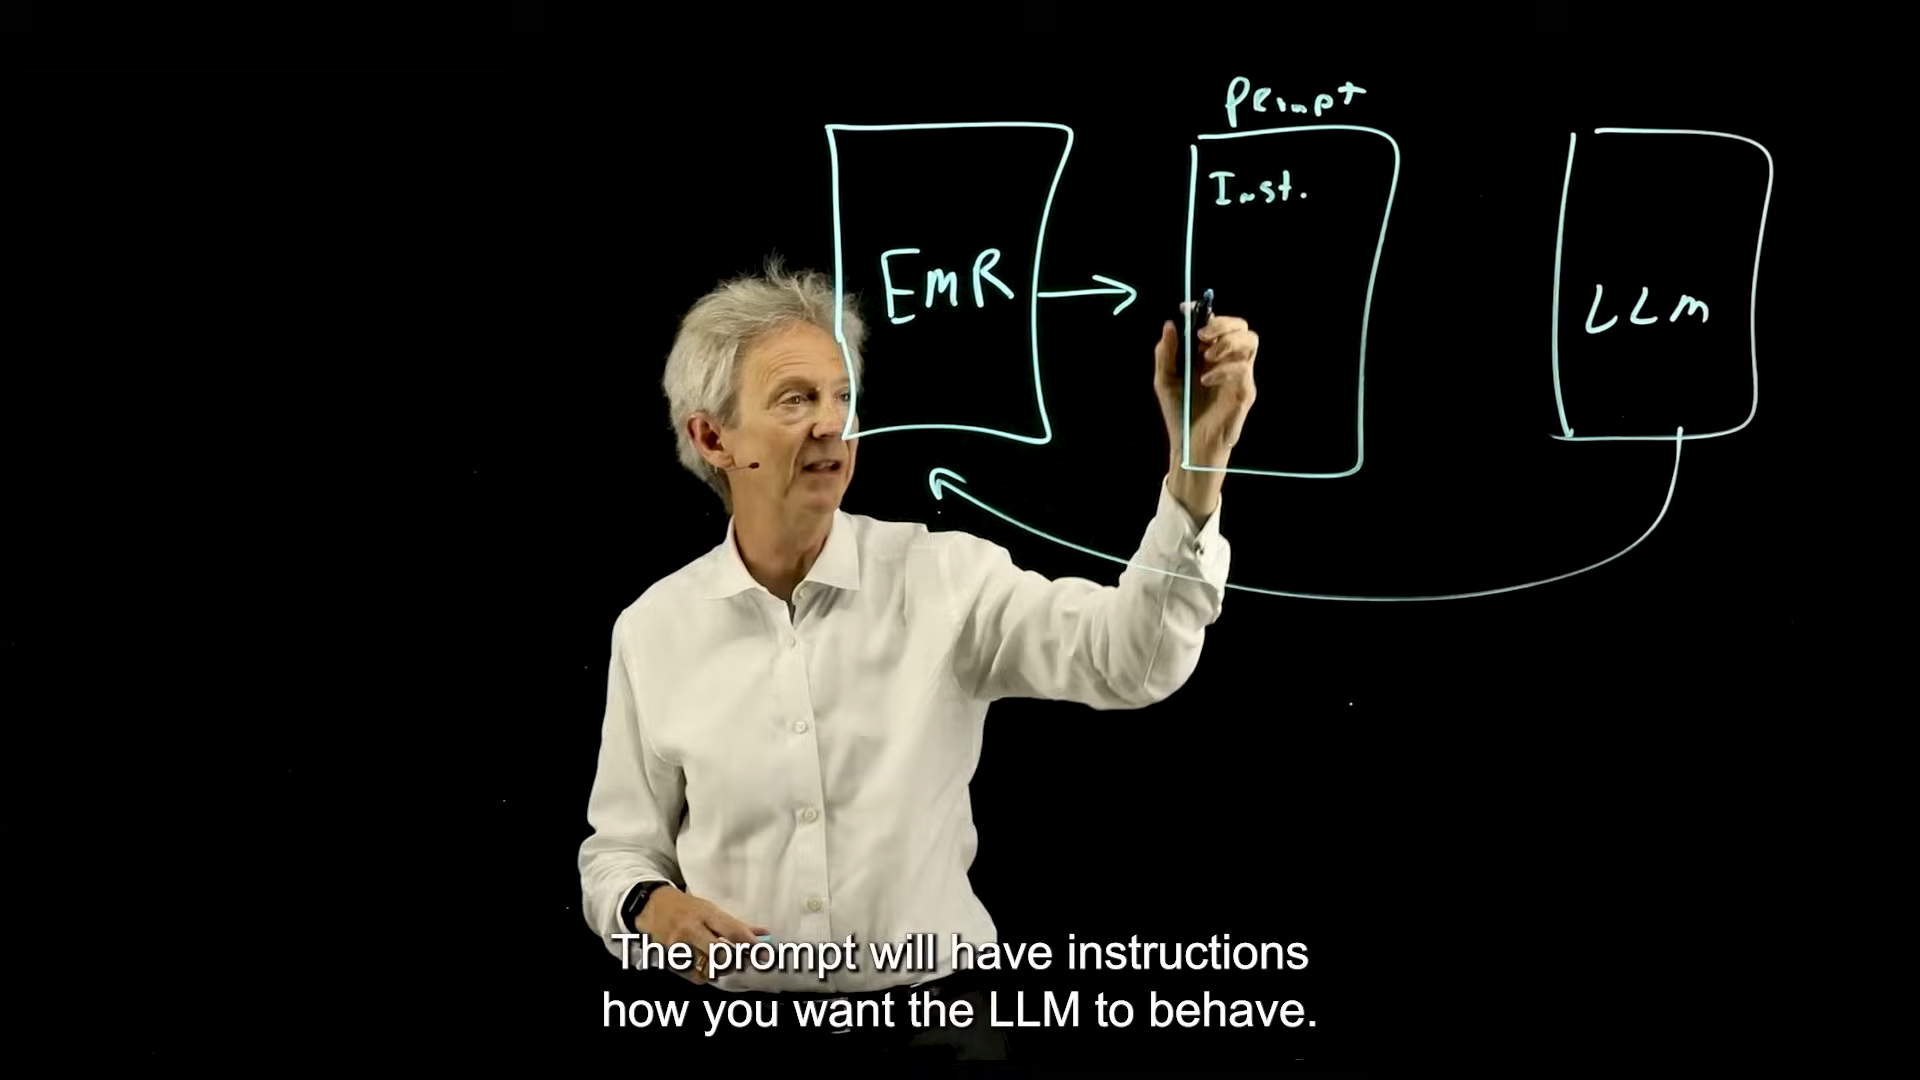 Prompt
Inst.
EMR
LLM
The prompt will have instructions
how you want the LLM to behave.